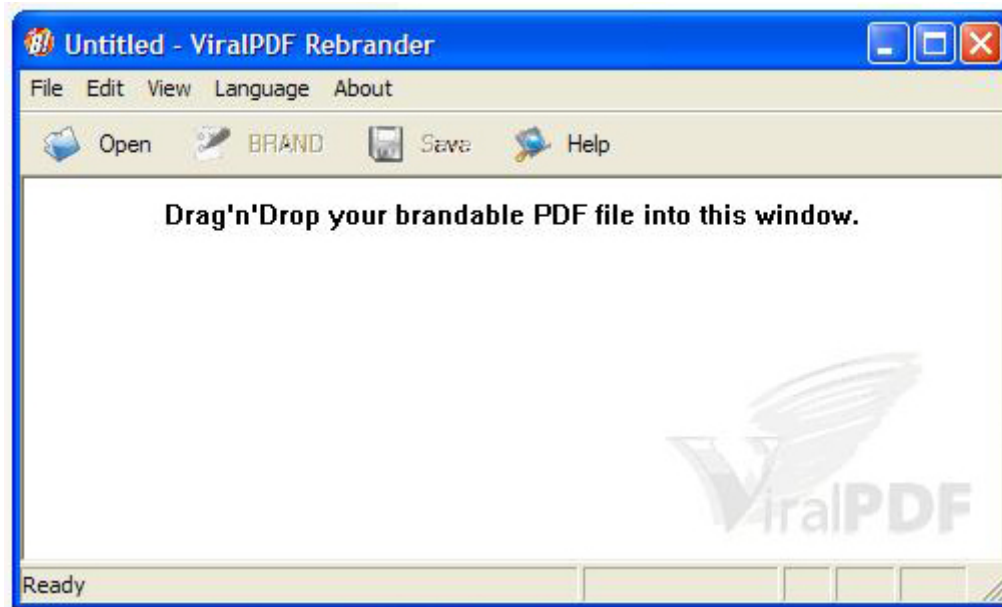 Untitled - ViralPDF Rebrander
File Edit View Language About
Open BRAND Save Help
Drag'n'Drop your brandable PDF file into this window.
ViralPDF
Ready